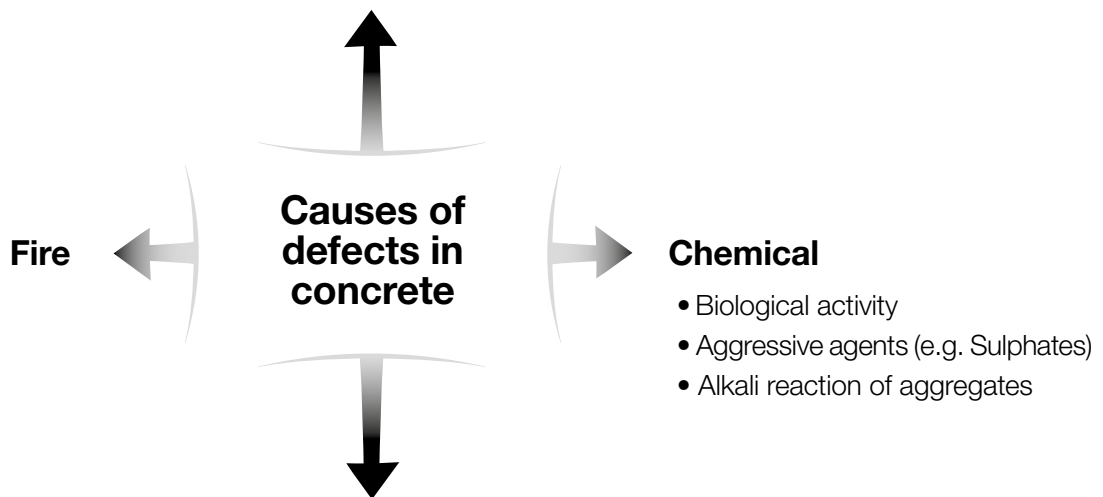 Causes of
defects in
concrete
Fire
Chemical
• Biological activity
• Aggressive agents (e.g. Sulphates)
• Alkali reaction of aggregates